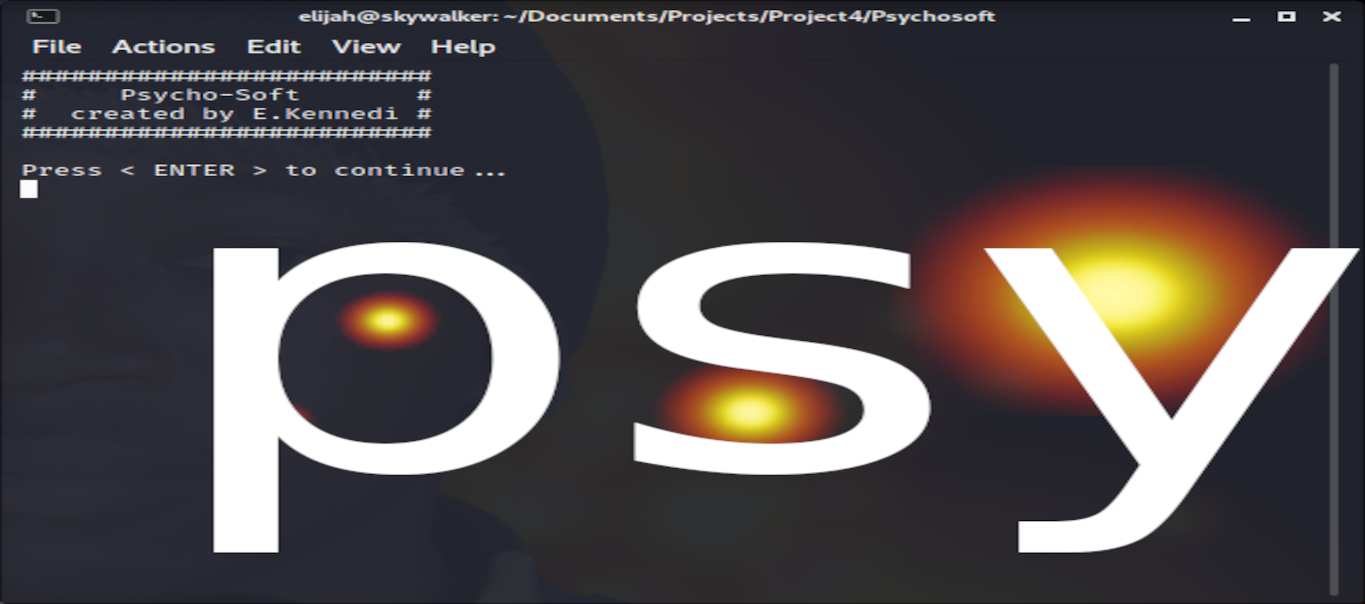 elijah@skywalker: ~/Documents/Projects/Project4/Psychosoft
File Actions Edit View Help
#########################
# Psycho-Soft #
# created by E.Kennedi #
#########################
Press < ENTER > to continue...
psy